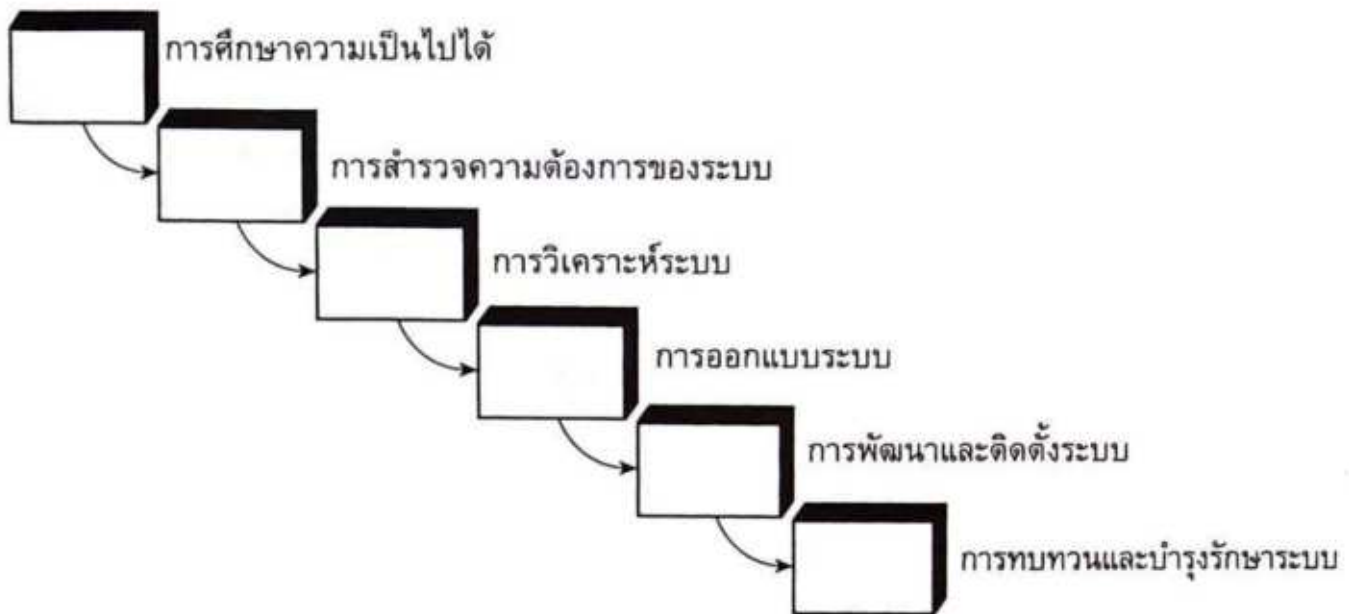 การศึกษาความเป็นไปได้
การสำรวจความต้องการของระบบ
การวิเคราะห์ระบบ
การออกแบบระบบ
การพัฒนาและติดตั้งระบบ
การทบทวนและบำรุงรักษาระบบ